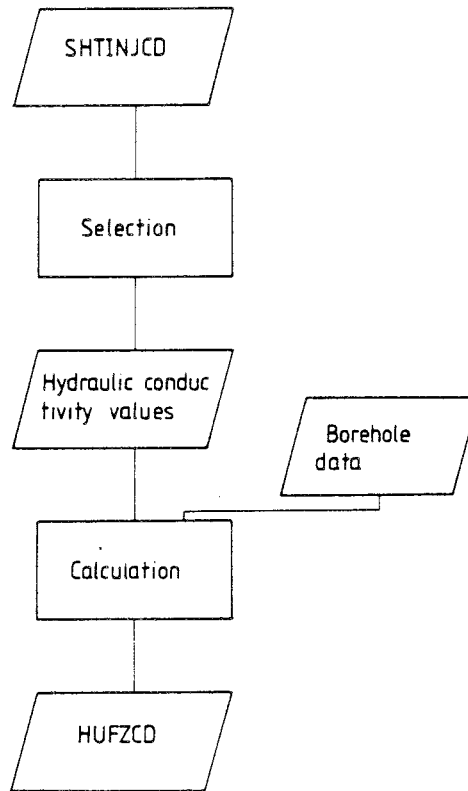 SHTINJCD
Selection
Hydraulic conduc
tivity values
Borehole
data
Calculation
HUFZCD